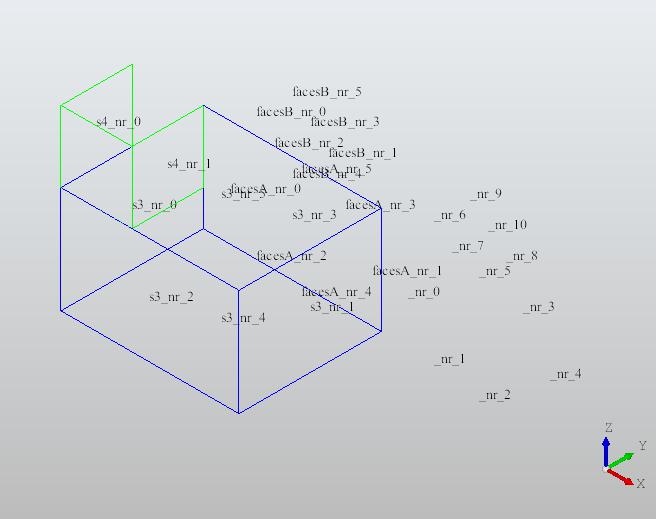 facesB_nr_5
facesB_nr_0
s4_nr_0
facesB_nr_3
facesB_nr_2
facesB_nr_1
s4_nr_1
facesA_nr_5
facesB_nr_4
facesA_nr_0
s3_nr_5
_nr_9
s3_nr_0
facesA_nr_3
s3_nr_3
_nr_6
_nr_10
_nr_7
facesA_nr_2
_nr_8
facesA_nr_1
_nr_5
facesA_nr_4
_nr_0
s3_nr_2
s3_nr_1
_nr_3
s3_nr_4
_nr_1
_nr_4
_nr_2
Z
Y
X